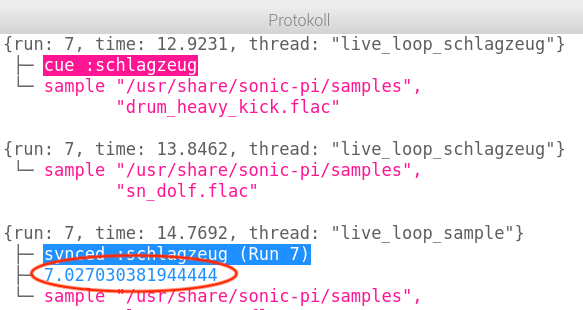 Protokoll
{run: 7, time: 12.9231, thread: "live_loop_schlagzeug"}
├─ cue :schlagzeug
└─ sample "/usr/share/sonic-pi/samples",
"drum_heavy_kick.flac"
{run: 7, time: 13.8462, thread: "live_loop_schlagzeug"}
└─ sample "/usr/share/sonic-pi/samples",
"sn_dolf.flac"
{run: 7, time: 14.7692, thread: "live_loop_sample"}
├─ synced :schlagzeug (Run 7)
├─ 7.027030381944444
└─ sample "/usr/share/sonic-pi/samples",